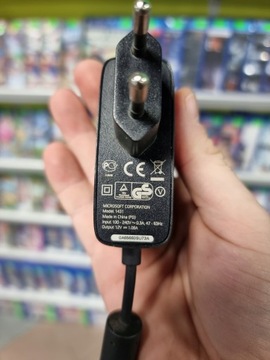 CE
MICROSOFT CORPORATION
Model: 1431
Made in China (PD)
Input: 100 - 240V ~ 0.3A, 47 - 63Hz
Output: 12V ⎓ 1.08A